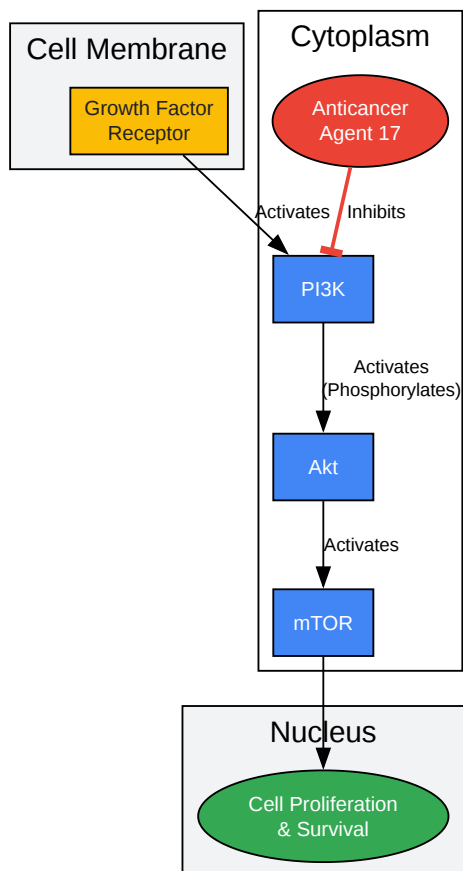 Cell Membrane
Growth Factor
Receptor
Cytoplasm
Anticancer
Agent 17
Activates
Inhibits
PI3K
Activates
(Phosphorylates)
Akt
Activates
mTOR
Nucleus
Cell Proliferation
& Survival